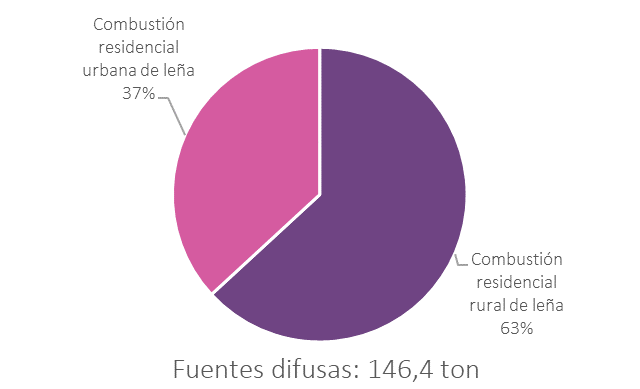 Combustión
residencial
urbana de leña
37%
Combustión
residencial
rural de leña
63%
Fuentes difusas: 146,4 ton